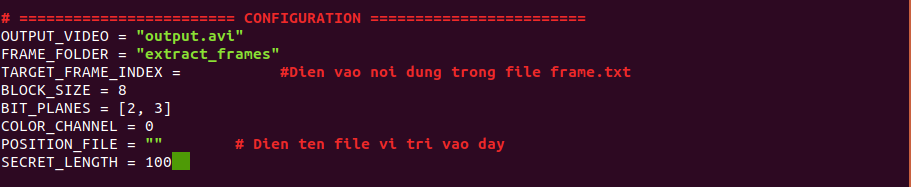 # ======================== CONFIGURATION ========================
OUTPUT_VIDEO = "output.avi"
FRAME_FOLDER = "extract_frames"
TARGET_FRAME_INDEX =           #Dien vao noi dung trong file frame.txt
BLOCK_SIZE = 8
BIT_PLANES = [2, 3]
COLOR_CHANNEL = 0
POSITION_FILE = ""        # Dien ten file vi tri vao day
SECRET_LENGTH = 100